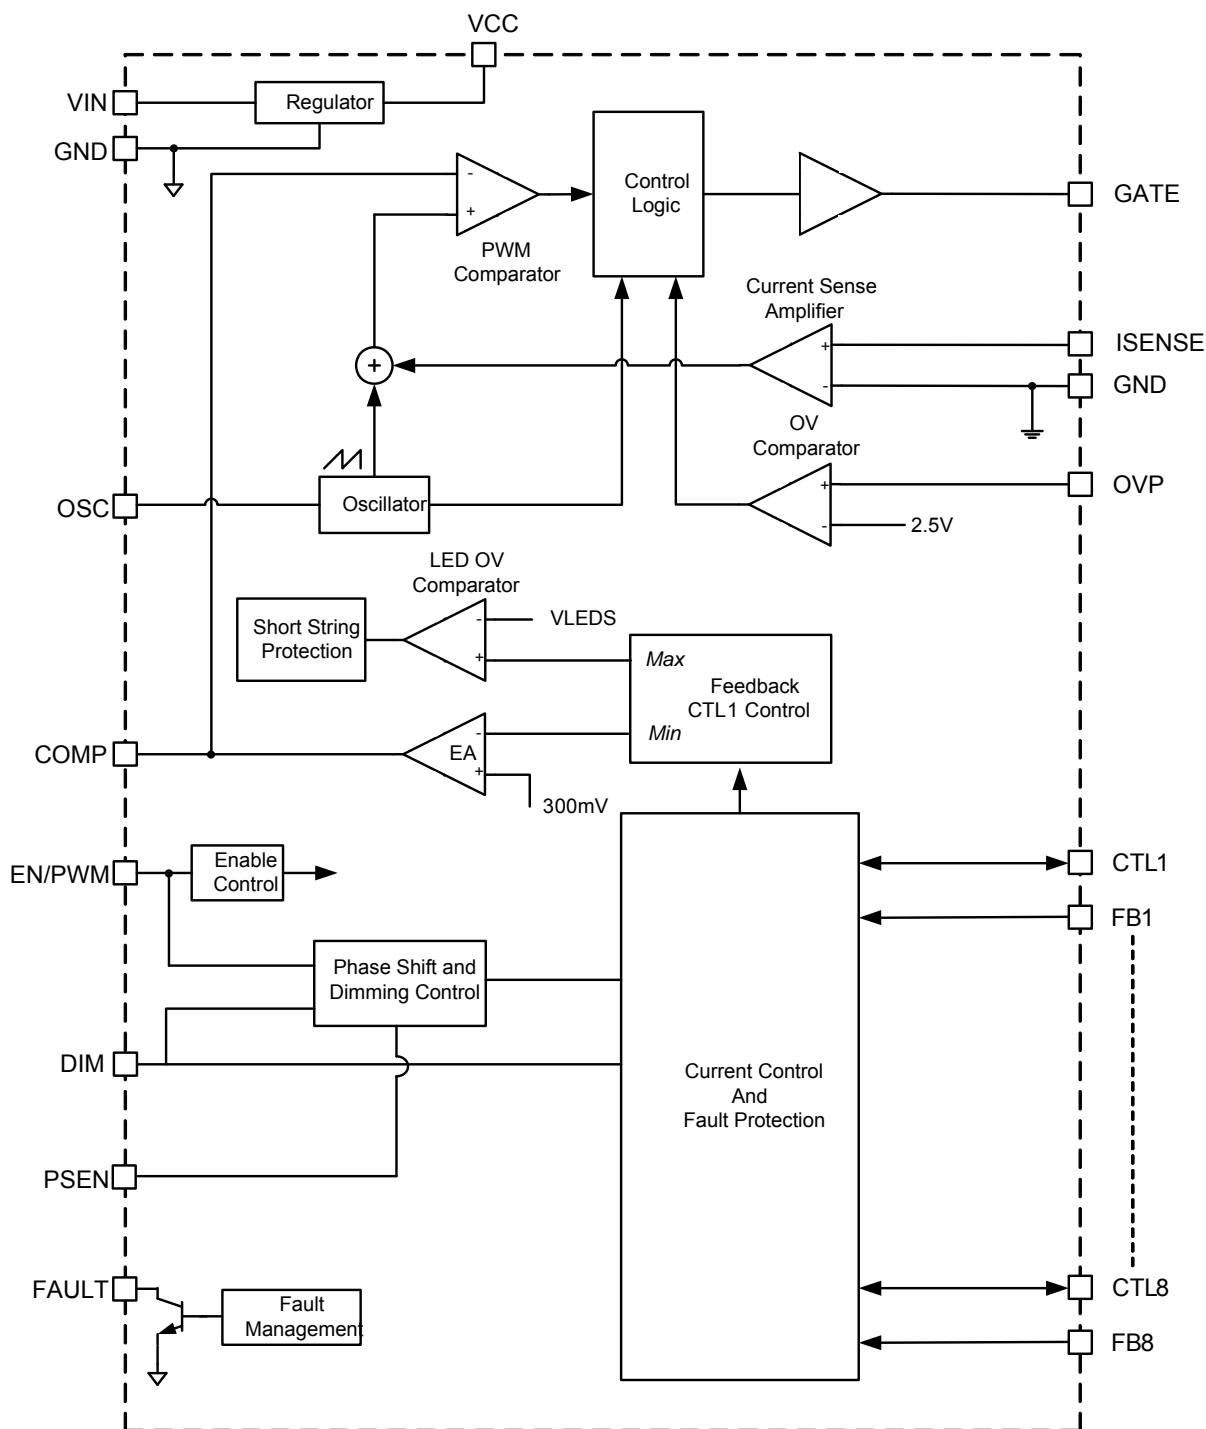 VCC
VIN
Regulator
GND
-
+
PWM
Comparator
Control
Logic
GATE
Current Sense
Amplifier
+
-
ISENSE
GND
+
OV
Comparator
+
-
OVP
2.5V
OSC
Oscillator
LED OV
Comparator
Short String
Protection
-
+
VLEDS
Max
Feedback
CTL1 Control
Min
COMP
-
EA
+
300mV
EN/PWM
Enable
Control
CTL1
FB1
Phase Shift and
Dimming Control
DIM
Current Control
And
Fault Protection
PSEN
FAULT
Fault
Management
CTL8
FB8